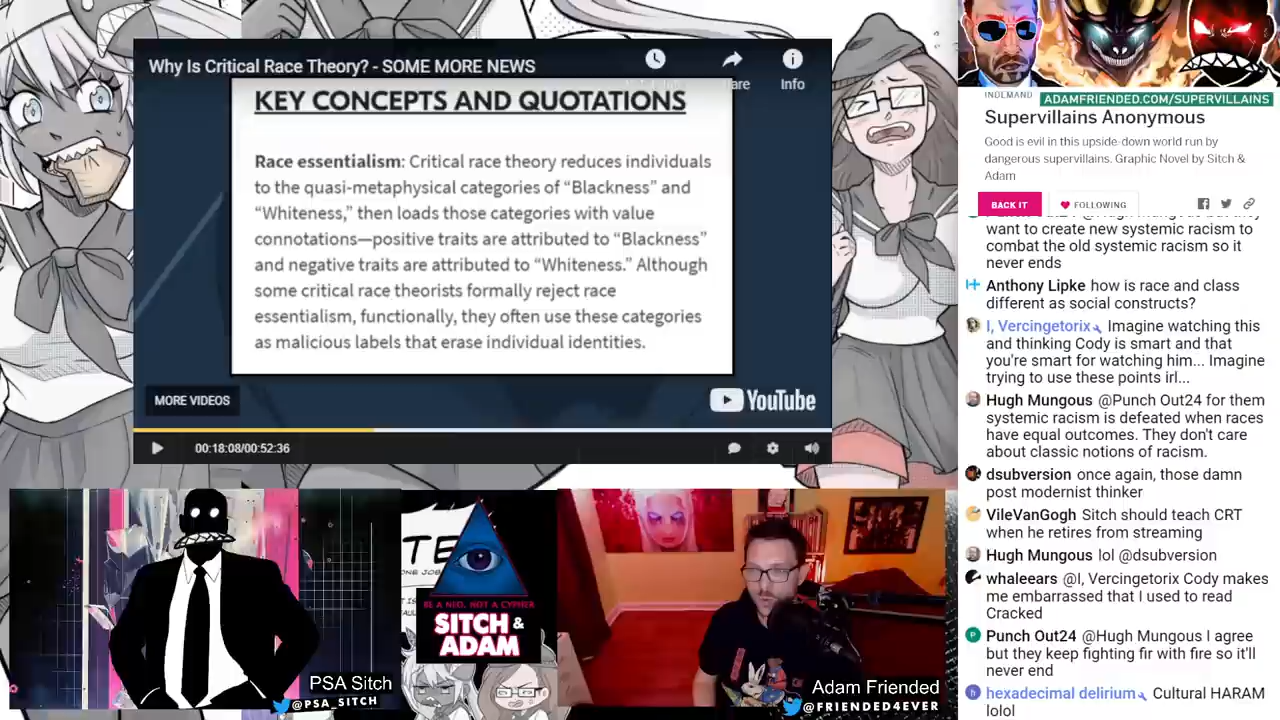 Why Is Critical Race Theory? - SOME MORE NEWS
Info
KEY CONCEPTS AND QUOTATIONS
Race essentialism: Critical race theory reduces individuals
to the quasi-metaphysical categories of “Blackness” and
“Whiteness,” then loads those categories with value
connotations—positive traits are attributed to “Blackness”
and negative traits are attributed to “Whiteness.” Although
some critical race theorists formally reject race
essentialism, functionally, they often use these categories
as malicious labels that erase individual identities.
MORE VIDEOS
YouTube
00:18:08/00:52:36
BE A NEO, NOT A CYPHER
SITCH &
ADAM
PSA Sitch
@PSA_SITCH
Adam Friended
@FRIENDED4EVER
INDEMAND
ADAMFRIENDED.COM/SUPERVILLAINS
Supervillains Anonymous
Good is evil in this upside-down world run by
dangerous supervillains. Graphic Novel by Sitch &
Adam
BACK IT
FOLLOWING
want to create new systemic racism to
combat the old systemic racism so it
never ends
Anthony Lipke how is race and class
different as social constructs?
I, Vercingetorix Imagine watching this
and thinking Cody is smart and that
you're smart for watching him... Imagine
trying to use these points irl...
Hugh Mungous @Punch Out24 for them
systemic racism is defeated when races
have equal outcomes. They don't care
about classic notions of racism.
dsubversion once again, those damn
post modernist thinker
VileVanGogh Sitch should teach CRT
when he retires from streaming
Hugh Mungous lol @dsubversion
whaleears @I, Vercingetorix Cody makes
me embarrassed that I used to read
Cracked
Punch Out24 @Hugh Mungous I agree
but they keep fighting fir with fire so it'll
never end
hexadecimal delirium Cultural HARAM
lolol